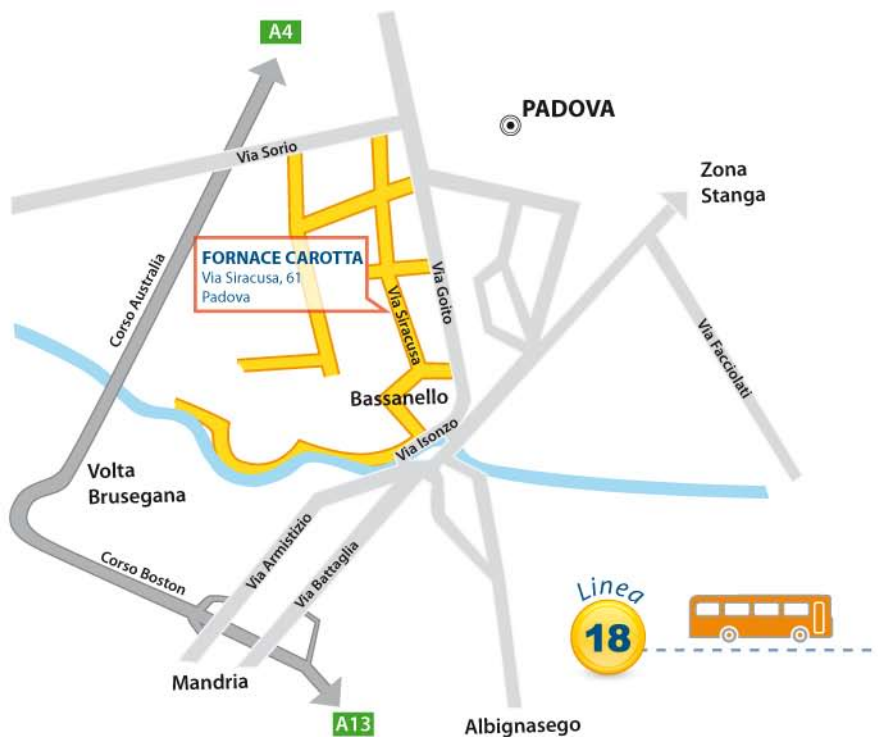 A4
PADOVA
Via Sorio
Zona
Stanga
FORNACE CAROTTA
Via Siracusa, 61
Padova
Corso Australia
Via Siracusa
Via Goito
Via Facciolati
Bassanello
Via Isonzo
Volta
Brusegana
Via Armistizio
Via Battaglia
Corso Boston
Linea
18
Mandria
A13
Albignasego